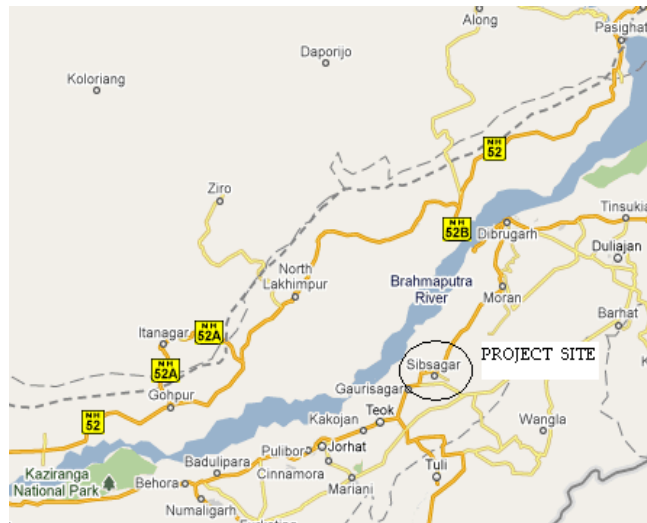 Along
Pasighat
Daporijo
Koloriang
NH
52
Ziro
Tinsukia
NH
52B
Dibrugarh
Duliajan
North
Lakhimpur
Brahmaputra
River
Moran
Barhat
Itanagar
NH
52A
PROJECT SITE
NH
52A
Sibsagar
Gaurisagar
Gohpur
NH
52
Teok
Kakojan
Wangla
Pulibor
Jorhat
Badulipara
Cinnamora
Tuli
Kaziranga
National Park
Behora
Mariani
Numaligarh